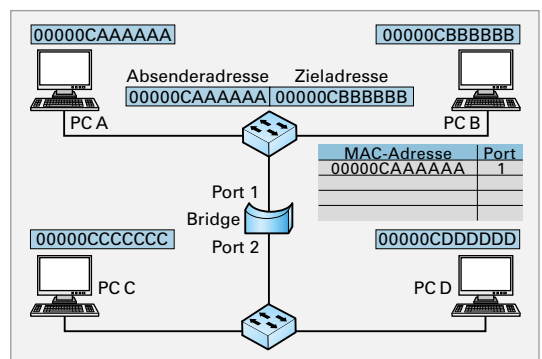 00000CAAAAAA
00000CBBBBBB
Absenderadresse Zieladresse
00000CAAAAAA 00000CBBBBBB
PC A
PC B
MAC-Adresse Port
00000CAAAAAA 1
Port 1
Bridge
Port 2
00000CCCCCCC
00000CDDDDDD
PC C
PC D